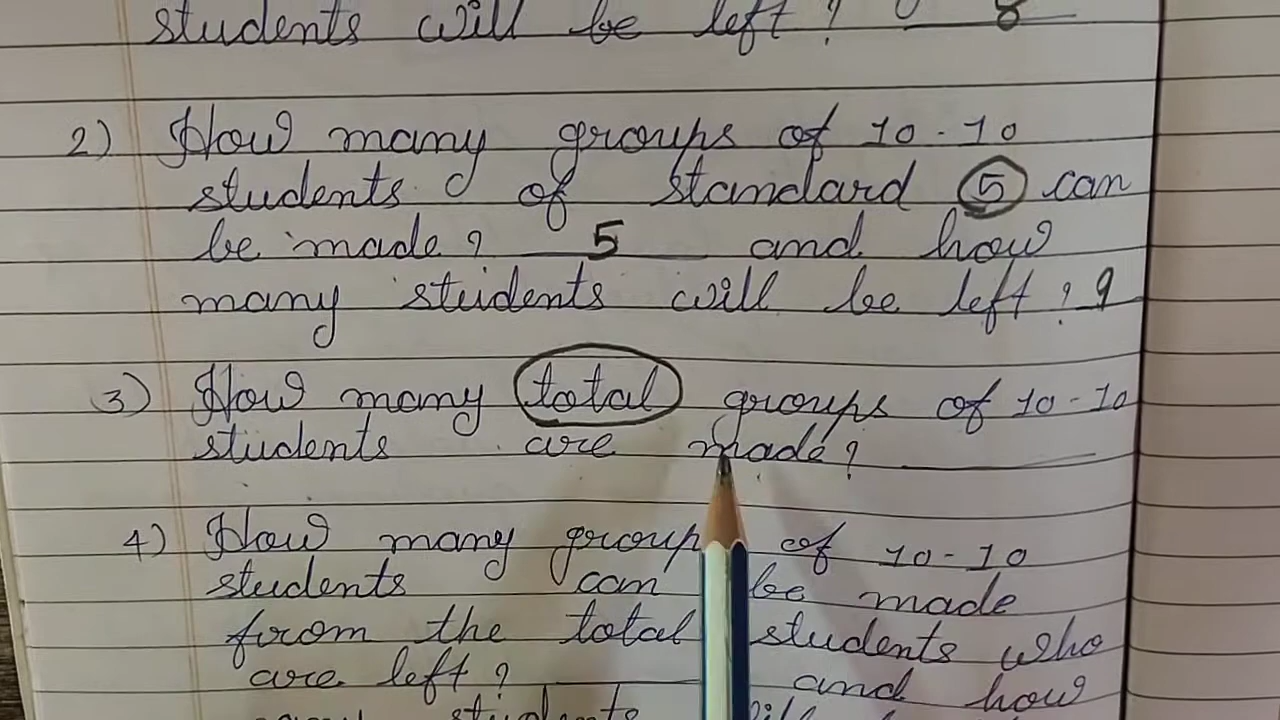 students will be left? 8
2) How many groups of 10-10
students of standard 5 can
be made? 5 and how
many students will be left? 9
3) How many total groups of 10-10
students are made?
4) How many group of 10-10
students can be made
from the total students who
are left? and how
students